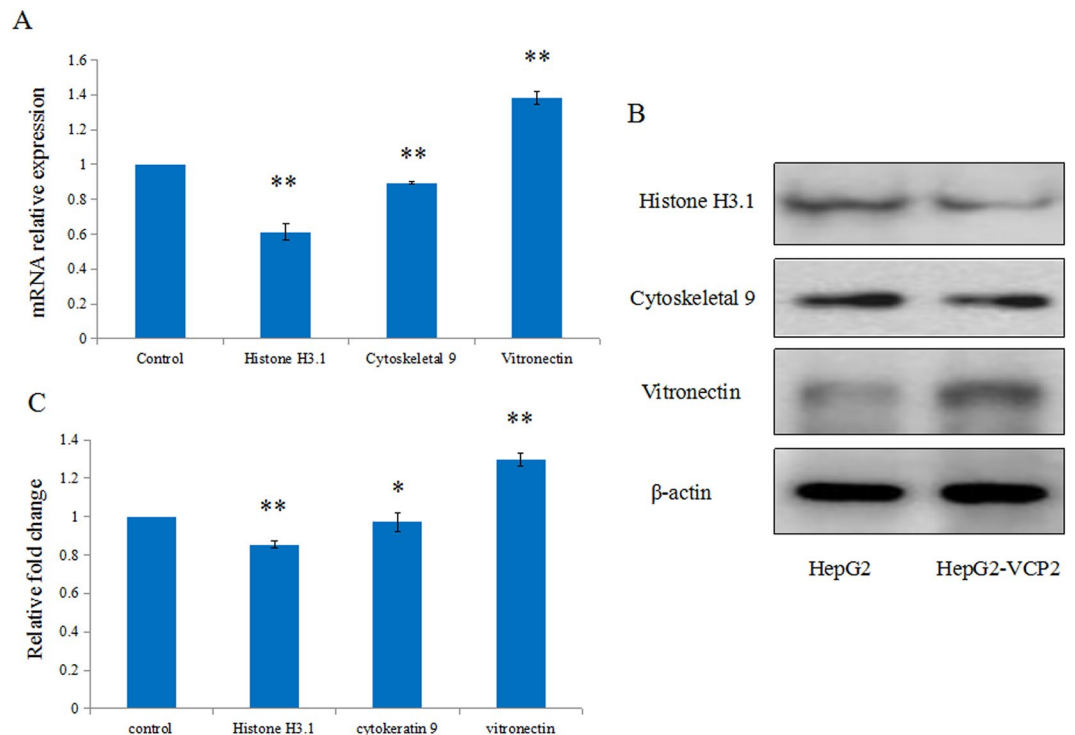 A
mRNA relative expression
1.6
1.4
1.2
1
0.8
0.6
0.4
0.2
0
**
**
**
Control
Histone H3.1
Cytoskeletal 9
Vitronectin
B
Histone H3.1
Cytoskeletal 9
Vitronectin
β-actin
HepG2
HepG2-VCP2
C
Relative fold change
1.4
1.2
1
0.8
0.6
0.4
0.2
0
**
*
**
control
Histone H3.1
cytokeratin 9
vitronectin